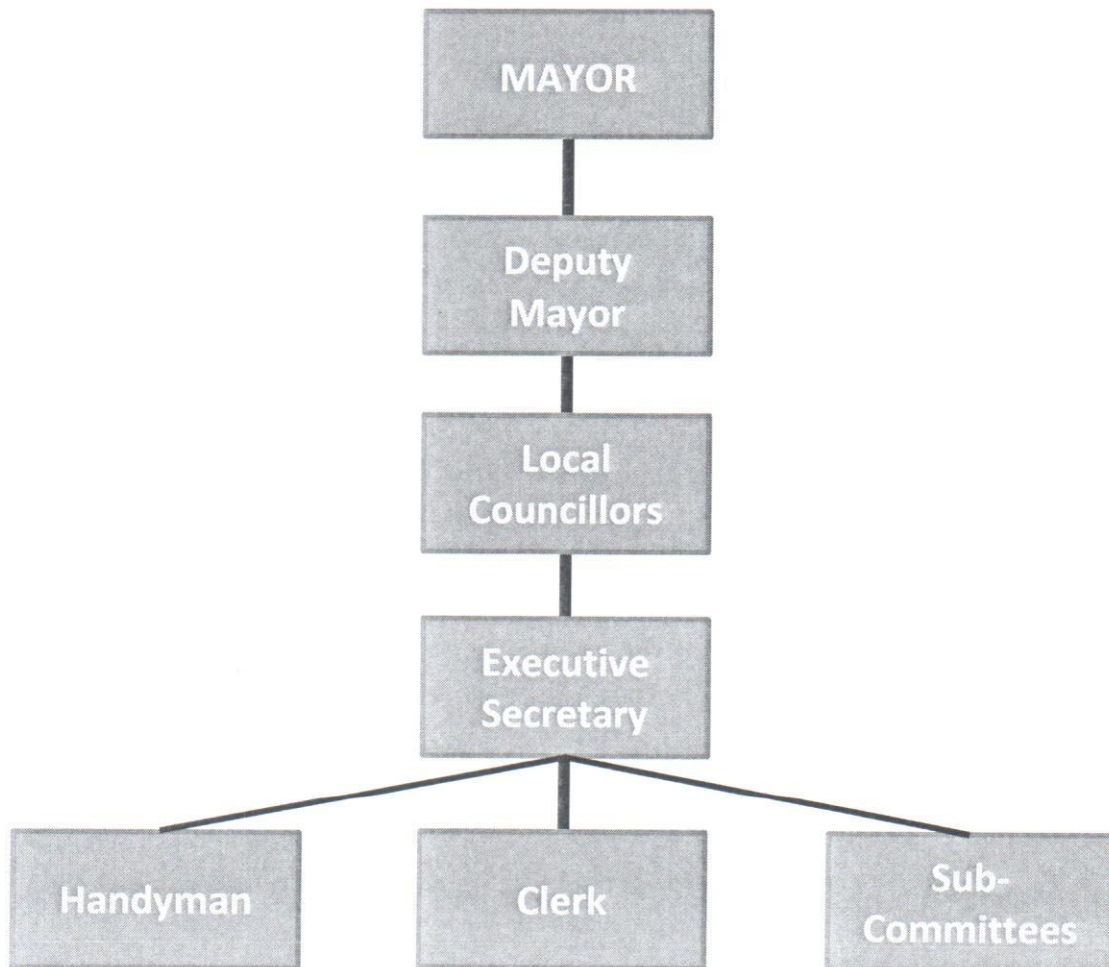 MAYOR
Deputy
Mayor
Local
Councillors
Executive
Secretary
Handyman
Clerk
Sub-
Committees